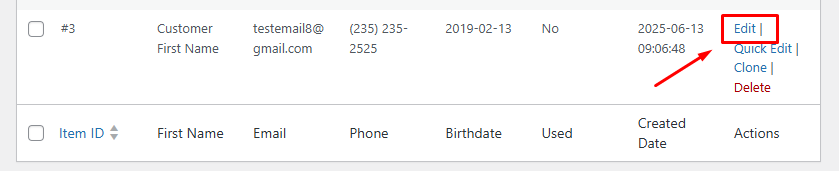 #3 Customer testemail8@ (235) 235- 2019-02-13 No 2025-06-13 Edit |
First Name gmail.com 2525 09:06:48 Quick Edit |
Clone |
Delete
Item ID First Name Email Phone Birthdate Used Created Actions
Date